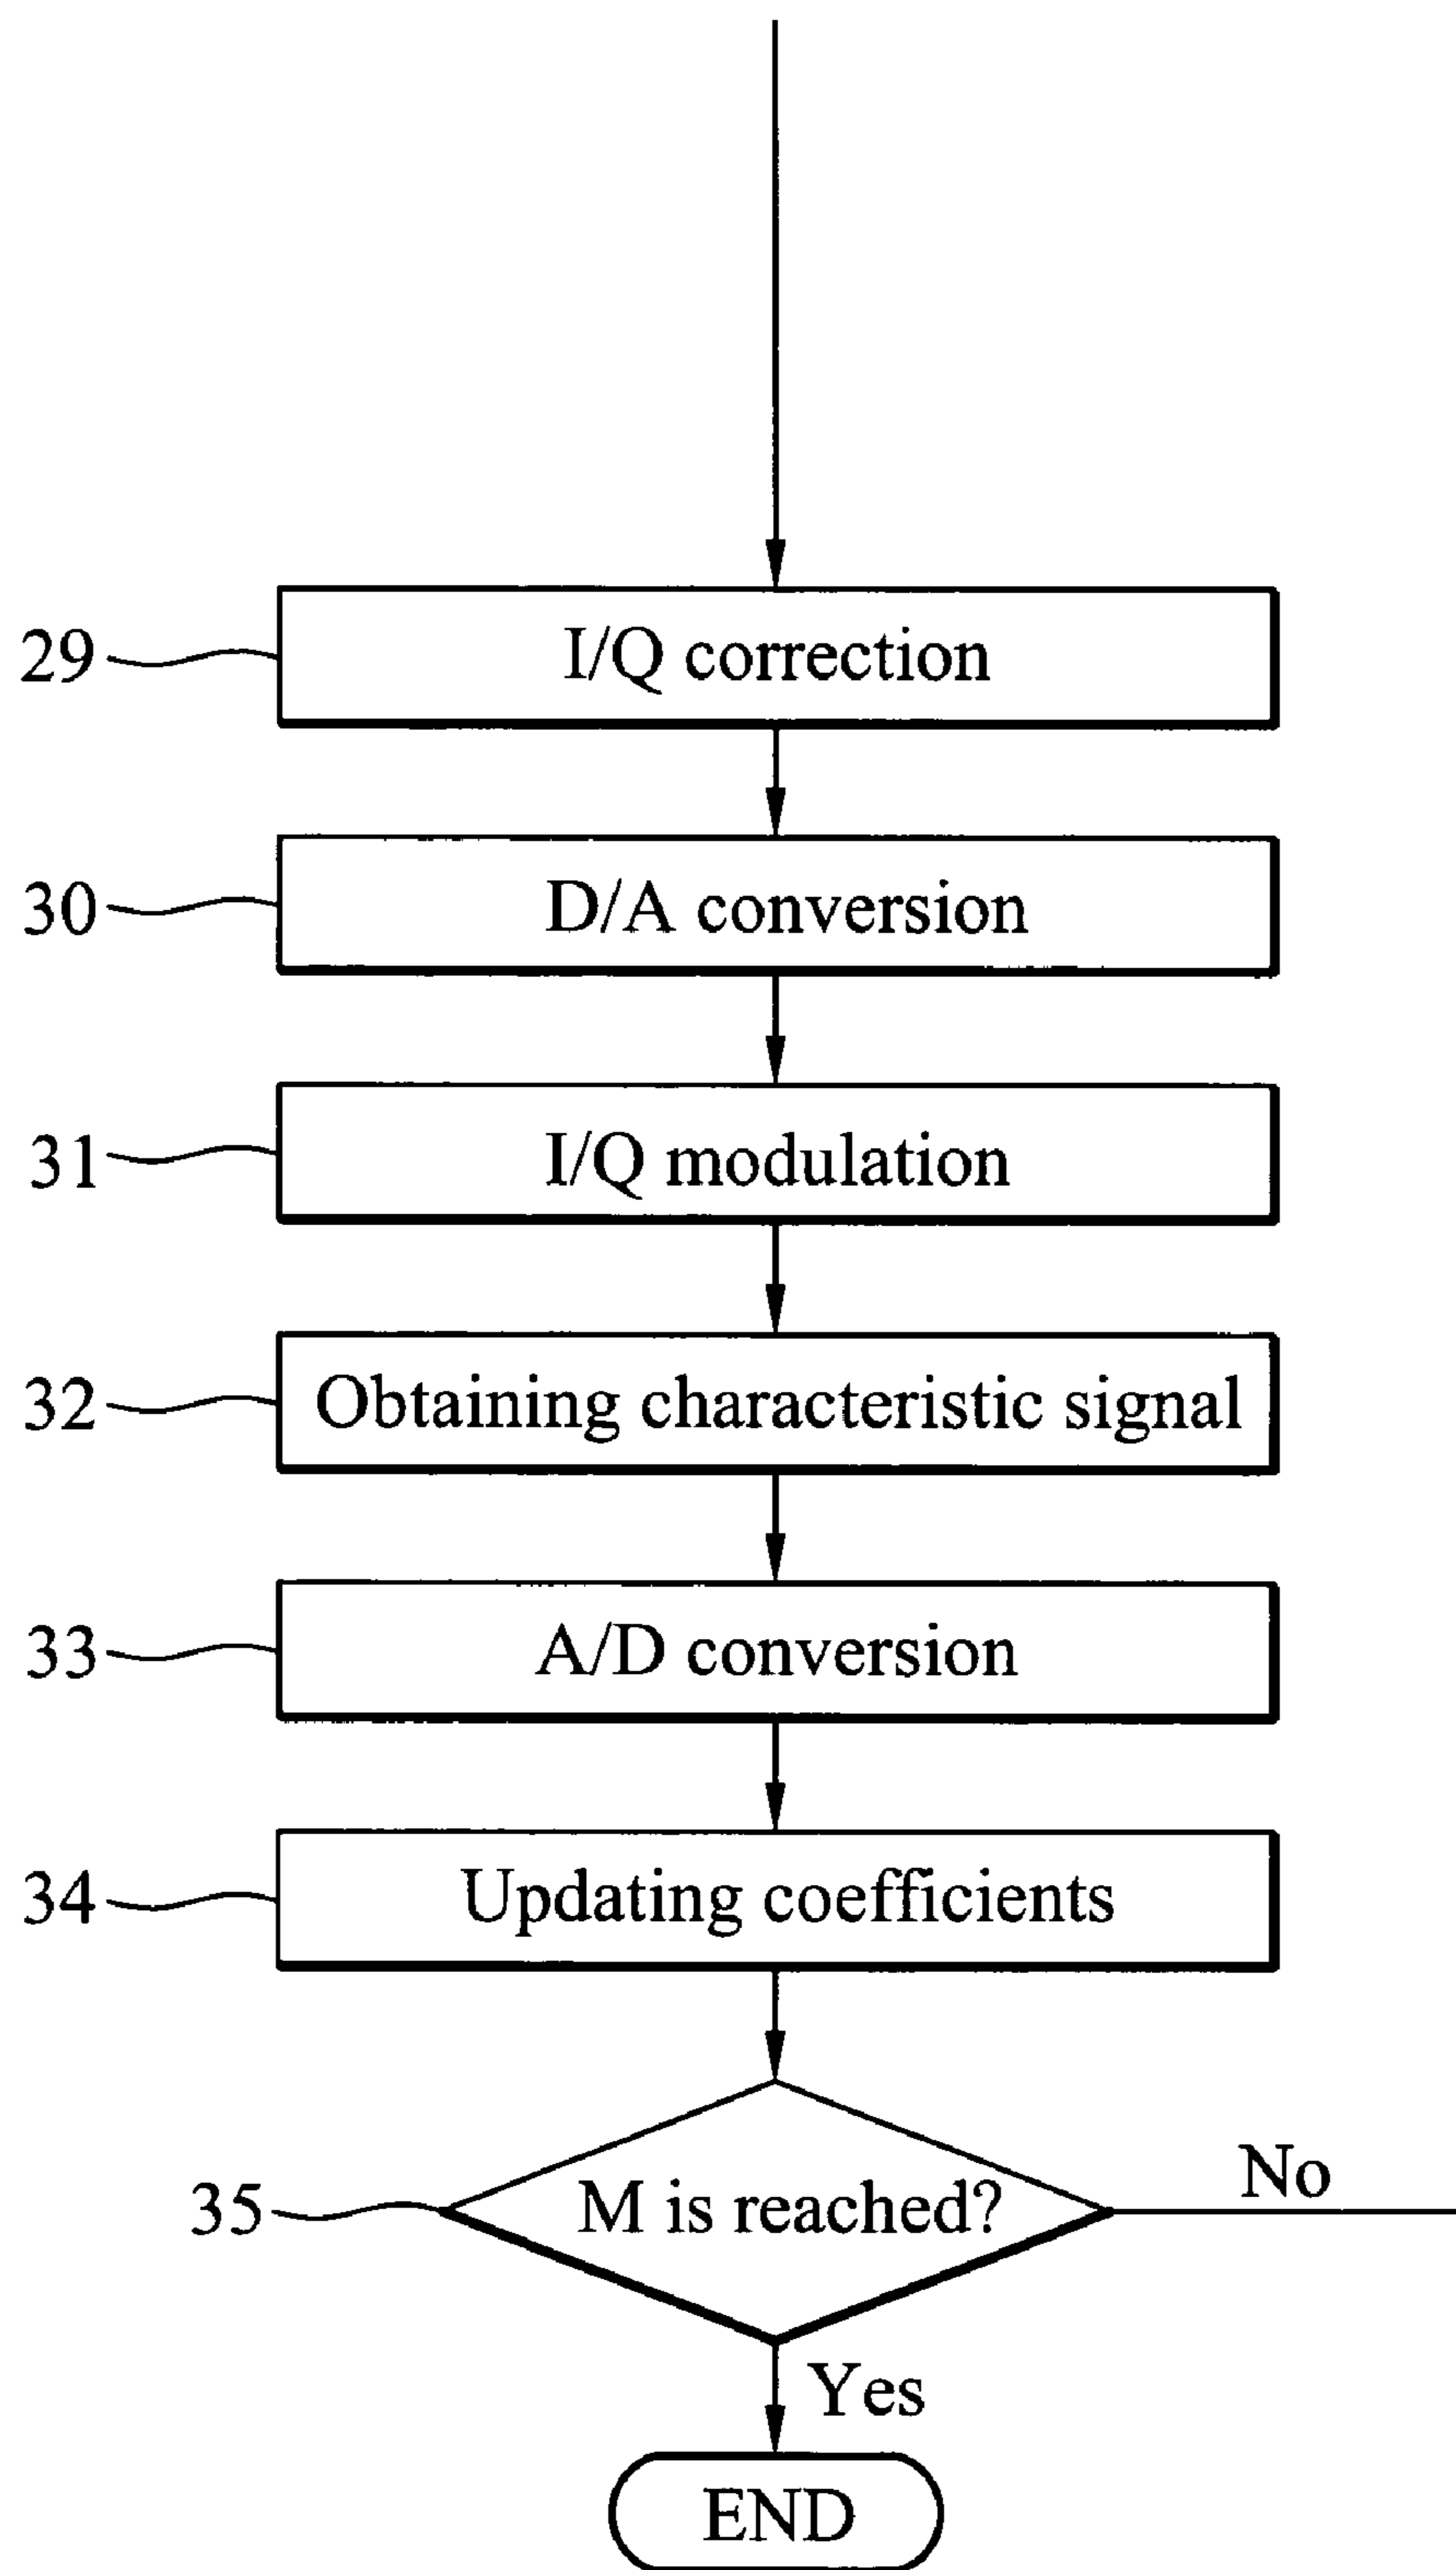 29 I/Q correction
30 D/A conversion
31 I/Q modulation
32 Obtaining characteristic signal
33 A/D conversion
34 Updating coefficients
35 M is reached? No
Yes
END